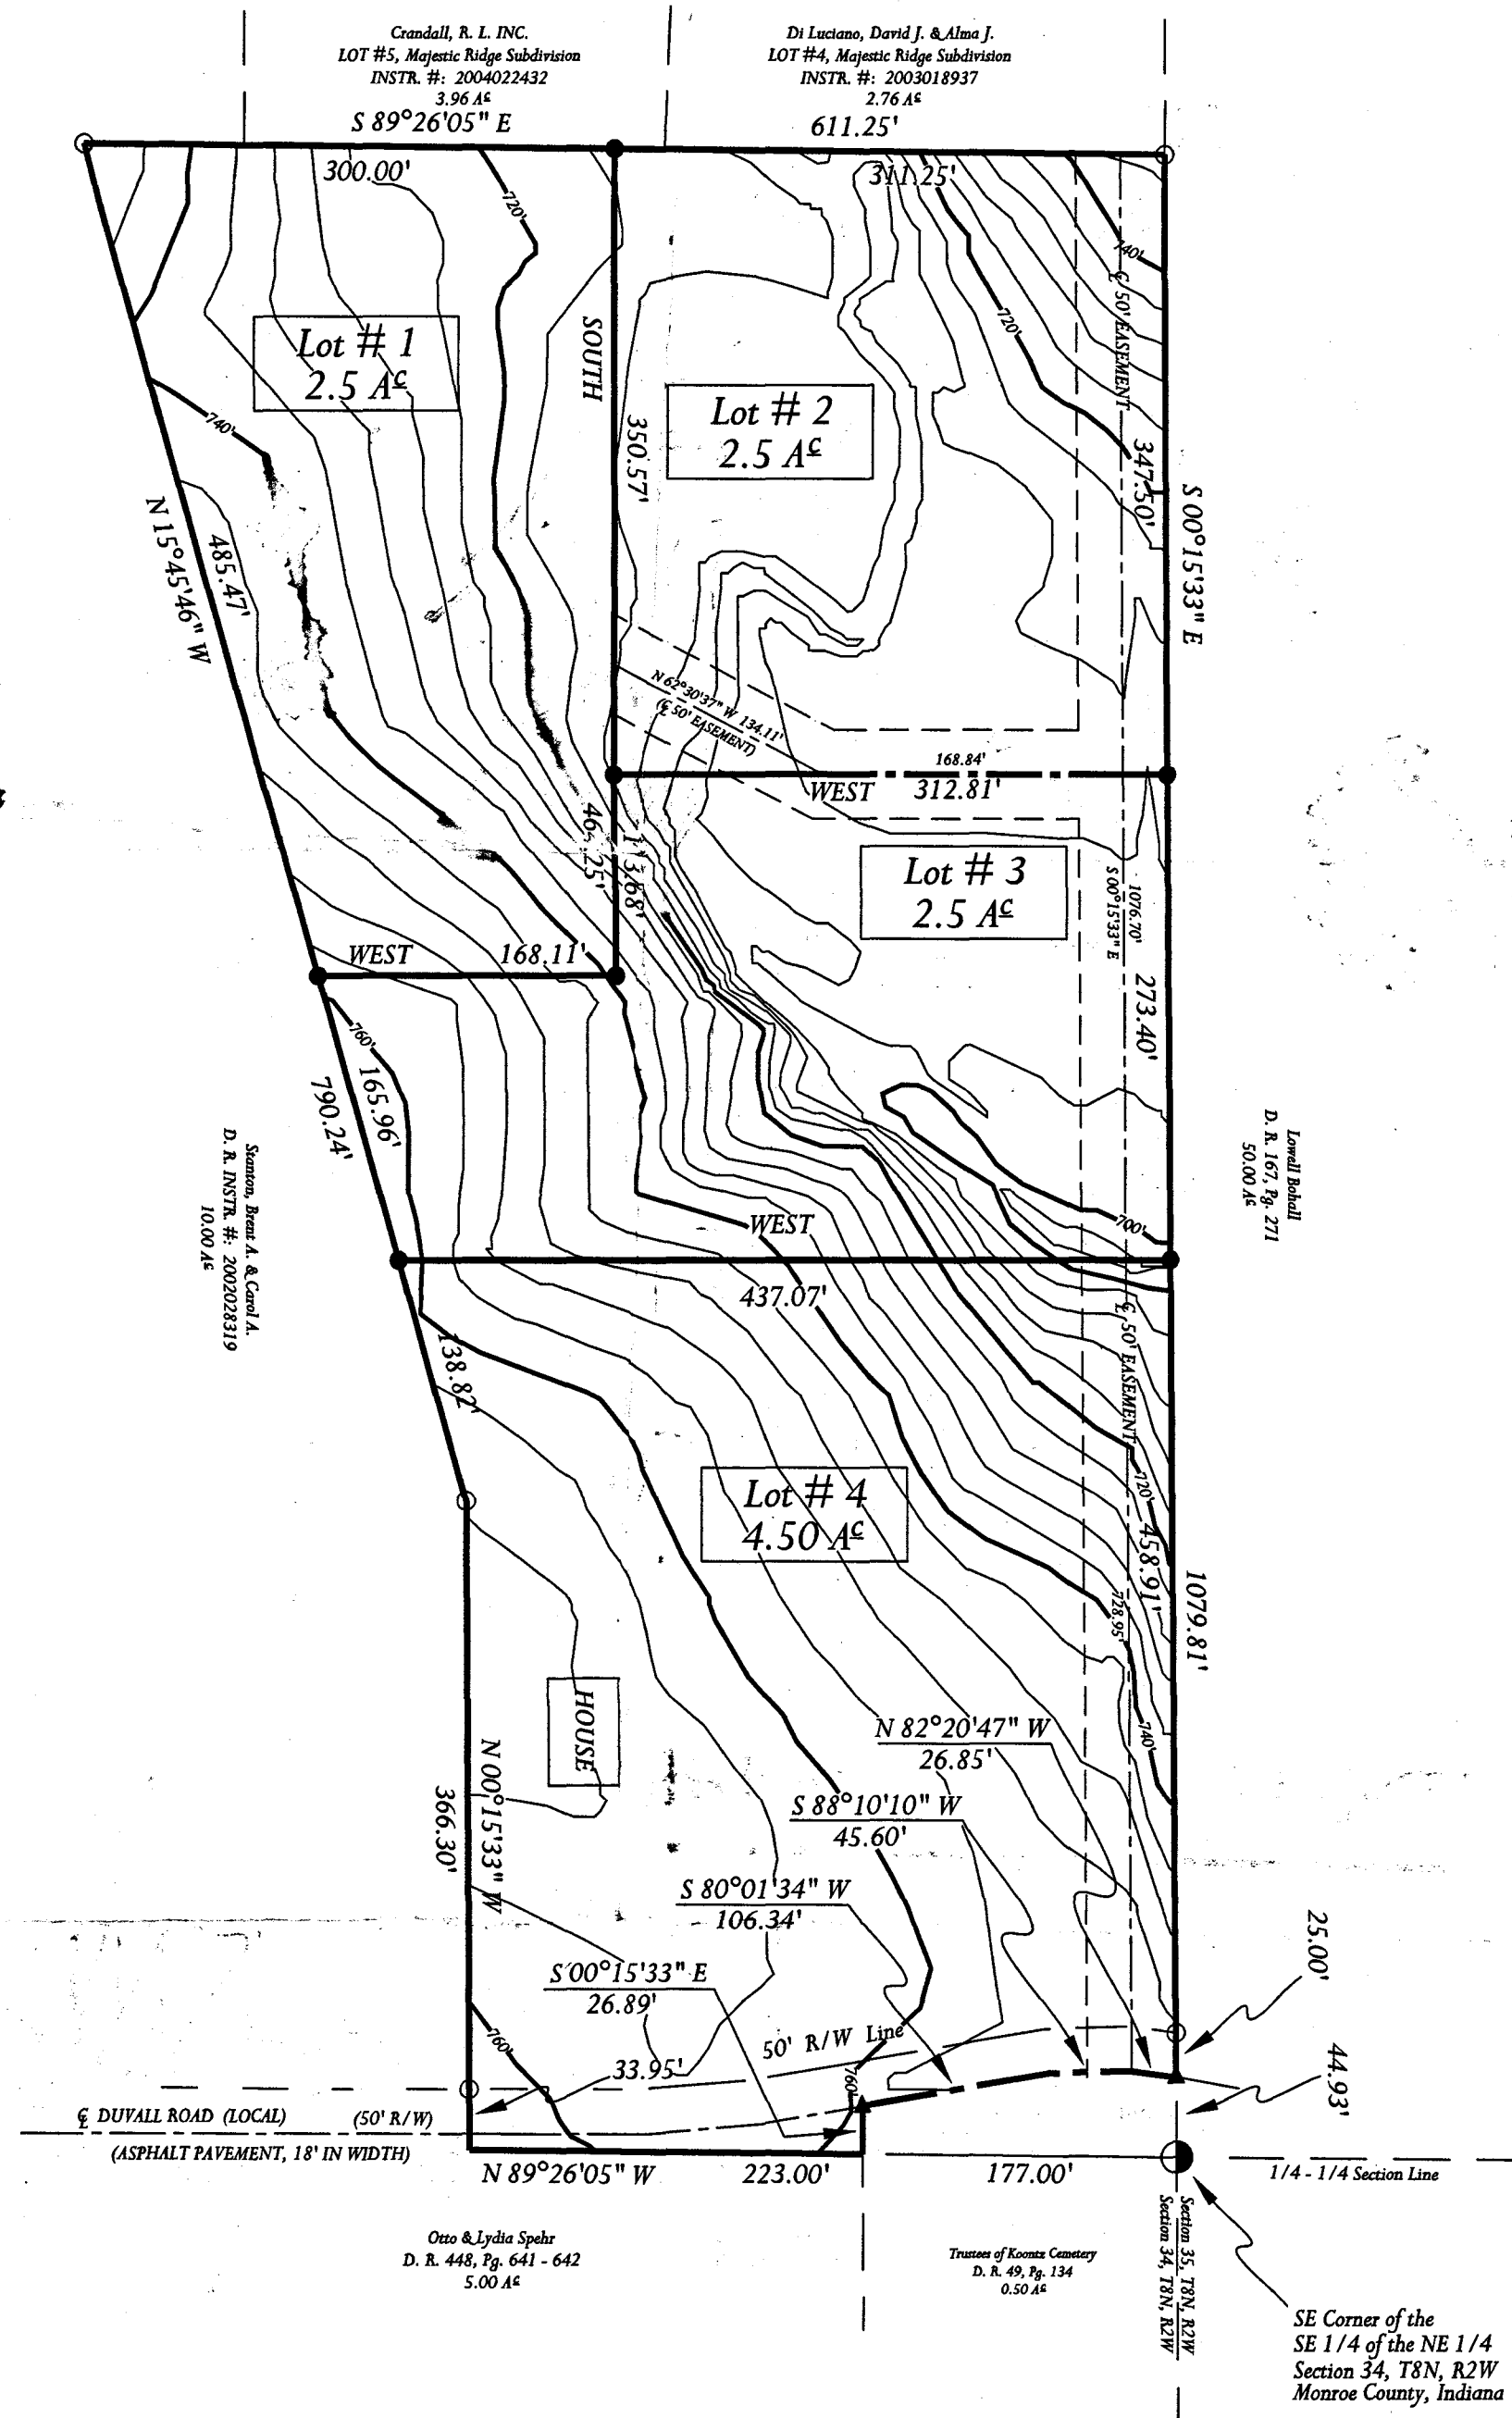 Crandall, R. L. INC.
LOT #5, Majestic Ridge Subdivision
INSTR. #: 2004022432
3.96 Ac
Di Luciano, David J. & Alma J.
LOT #4, Majestic Ridge Subdivision
INSTR. #: 2003018937
2.76 Ac
S 89°26'05" E
611.25'
300.00'
311.25'
720'
740'
℄ 50' EASEMENT
720'
Lot # 1
2.5 Ac
SOUTH
350.57'
Lot # 2
2.5 Ac
740'
347.50'
S 00°15'33" E
N 15°45'46" W
485.47'
N 62°30'37" W 134.11'
(℄ 50' EASEMENT)
168.84'
WEST
312.81'
113.68'
Lot # 3
2.5 Ac
1076.70'
S 00°15'33" E
273.40'
WEST
168.11'
760'
165.96'
790.24'
Stanton, Brent A. & Carol A.
D. R. INSTR. #: 2002028319
10.00 Ac
Lowell Bohall
D. R. 167, Pg. 271
50.00 Ac
700'
WEST
437.07'
138.82'
℄ 50' EASEMENT
Lot # 4
4.50 Ac
720'
458.91'
1079.81'
728.95'
740'
HOUSE
N 00°15'33" W
366.30'
N 82°20'47" W
26.85'
S 88°10'10" W
45.60'
S 80°01'34" W
106.34'
S 00°15'33" E
26.89'
25.00'
44.93'
760'
50' R/W Line
33.95'
760'
℄ DUVALL ROAD (LOCAL)
(50' R/W)
(ASPHALT PAVEMENT, 18' IN WIDTH)
N 89°26'05" W
223.00'
177.00'
1/4 - 1/4 Section Line
Section 35, T8N, R2W
Section 34, T8N, R2W
Otto & Lydia Spehr
D. R. 448, Pg. 641 - 642
5.00 Ac
Trustees of Koontz Cemetery
D. R. 49, Pg. 134
0.50 Ac
SE Corner of the
SE 1/4 of the NE 1/4
Section 34, T8N, R2W
Monroe County, Indiana